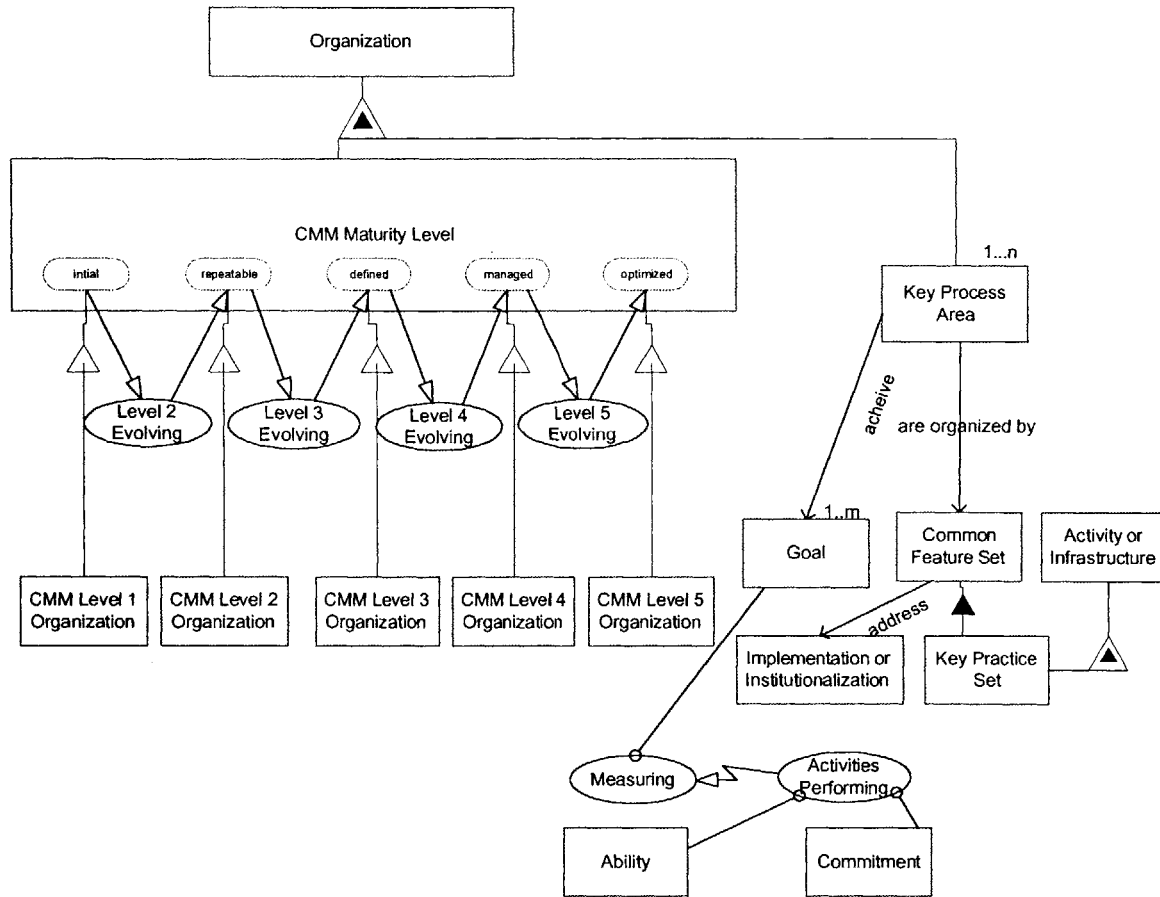 Organization
CMM Maturity Level
intial
repeatable
defined
managed
optimized
1...n
Key Process
Area
Level 2
Evolving
Level 3
Evolving
Level 4
Evolving
Level 5
Evolving
acheive
are organized by
1..m
Goal
Common
Feature Set
Activity or
Infrastructure
CMM Level 1
Organization
CMM Level 2
Organization
CMM Level 3
Organization
CMM Level 4
Organization
CMM Level 5
Organization
address
Implementation or
Institutionalization
Key Practice
Set
Measuring
Activities
Performing
Ability
Commitment